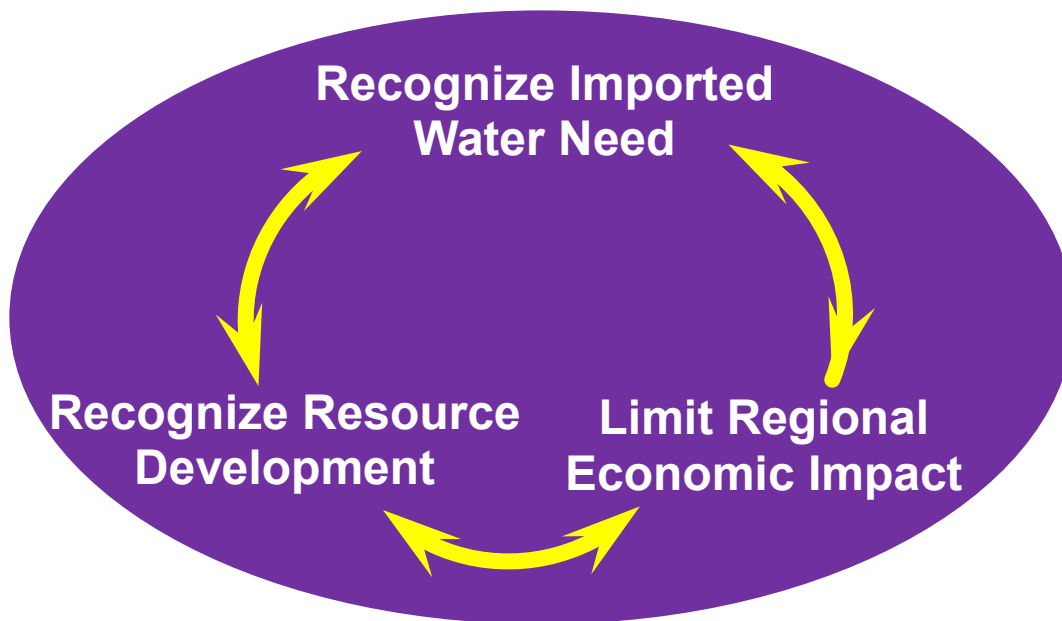 Recognize Imported
Water Need
Recognize Resource
Development
Limit Regional
Economic Impact